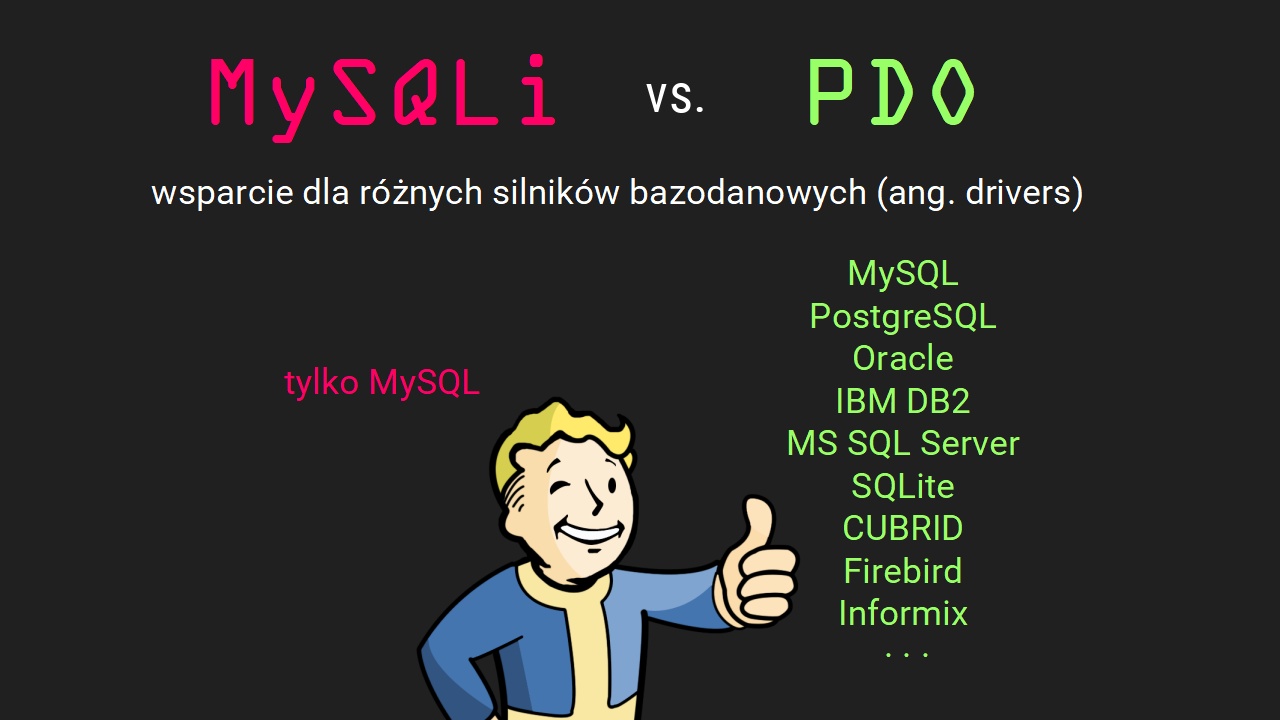 MySQLi vs. PDO
wsparcie dla różnych silników bazodanowych (ang. drivers)
tylko MySQL
MySQL
PostgreSQL
Oracle
IBM DB2
MS SQL Server
SQLite
CUBRID
Firebird
Informix
. . .